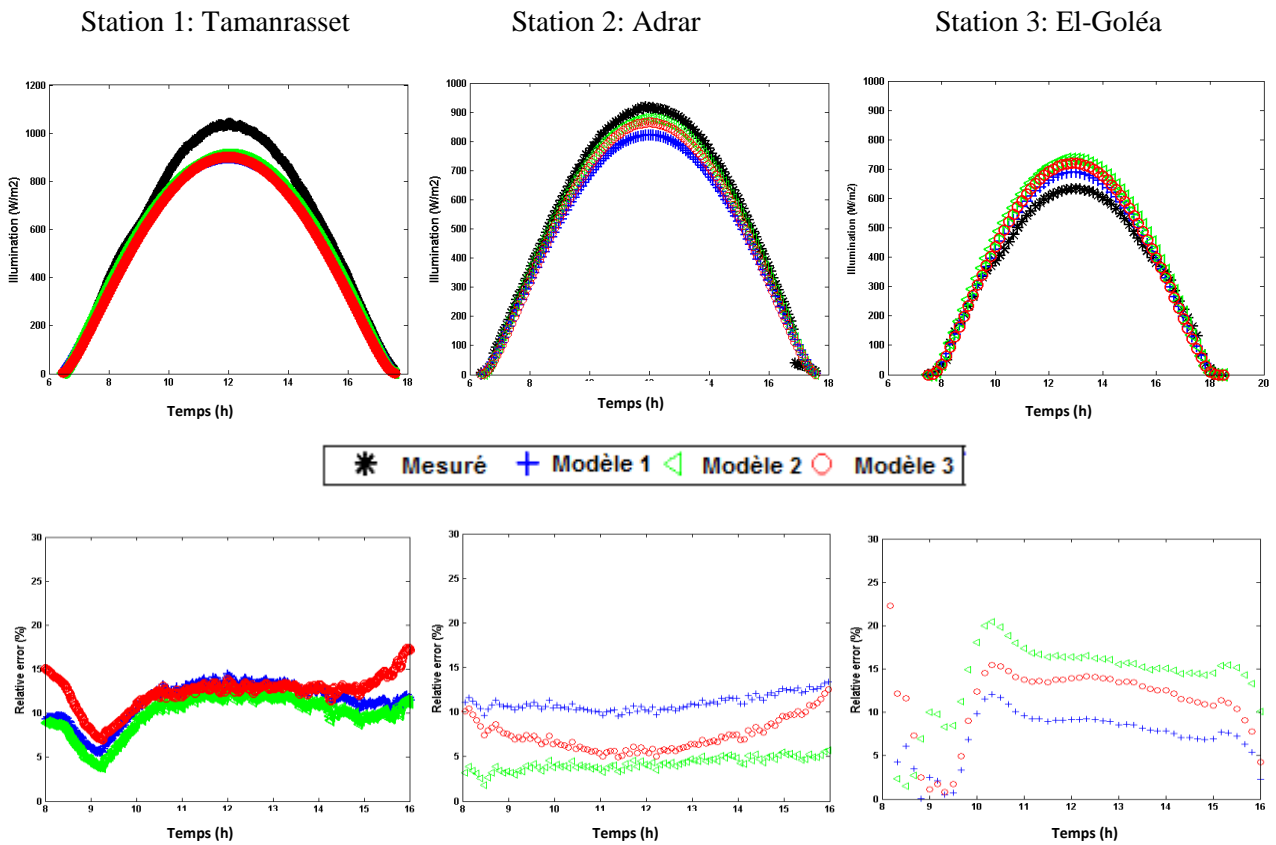 Station 1: Tamanrasset
Station 2: Adrar
Station 3: El-Goléa
1200
1000
800
600
400
200
0
Illumination (W/m2)
6 8 10 12 14 16 18
Temps (h)
1000
900
800
700
600
500
400
300
200
100
0
Illumination (W/m2)
6 8 10 12 14 16 18
Temps (h)
1000
900
800
700
600
500
400
300
200
100
0
Illumination (W/m2)
6 8 10 12 14 16 18 20
Temps (h)
Mesuré Modèle 1 Modèle 2 Modèle 3
30
25
20
15
10
5
0
Relative error (%)
8 9 10 11 12 13 14 15 16
Temps (h)
30
25
20
15
10
5
0
Relative error (%)
8 9 10 11 12 13 14 15 16
Temps (h)
30
25
20
15
10
5
0
Relative error (%)
8 9 10 11 12 13 14 15 16
Temps (h)